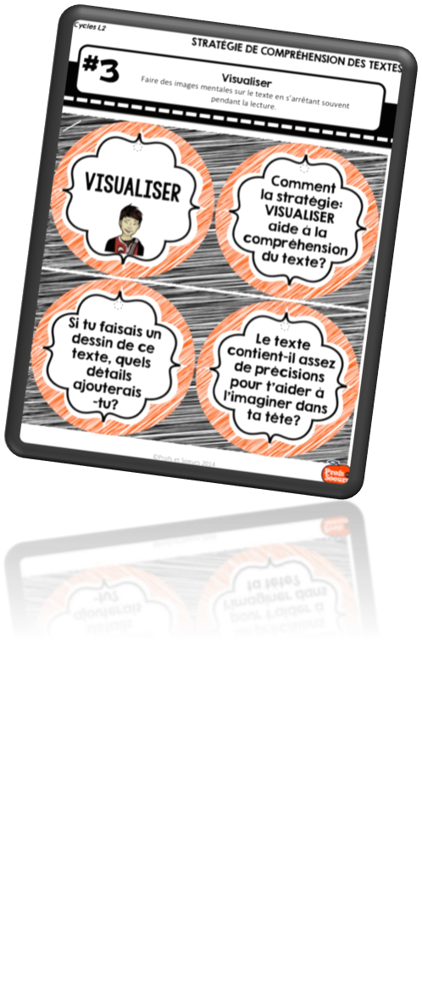 Cycles 1,2
STRATÉGIE DE COMPRÉHENSION DES TEXTES
#3
Visualiser
Faire des images mentales sur le texte en s'arrêtant souvent
pendant la lecture.
VISUALISER
Comment
la stratégie:
VISUALISER
aide à la
compréhension
du texte?
Si tu faisais un
dessin de ce
texte, quels
détails
ajouterais
-tu?
Le texte
contient-il assez
de précisions
pour t'aider à
l'imaginer dans
ta tête?
©Profs et Soeurs 2014
Profs
Soeurs